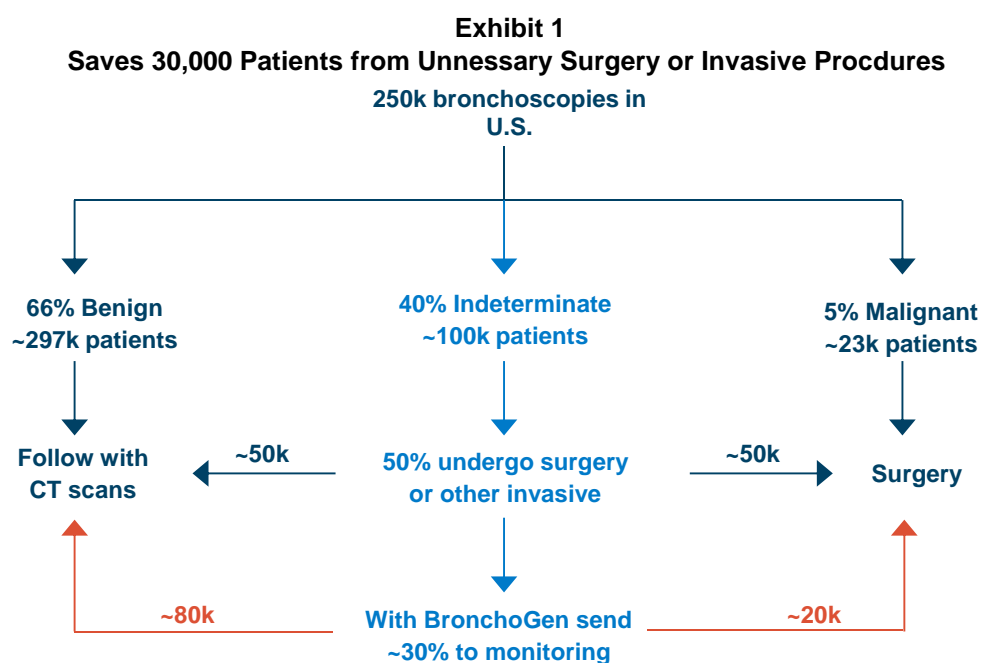 Exhibit 1
Saves 30,000 Patients from Unnessary Surgery or Invasive Procdures
250k bronchoscopies in
U.S.
66% Benign
~297k patients
40% Indeterminate
~100k patients
5% Malignant
~23k patients
Follow with
CT scans
~50k
50% undergo surgery
or other invasive
~50k
Surgery
~80k
With BronchoGen send
~30% to monitoring
~20k